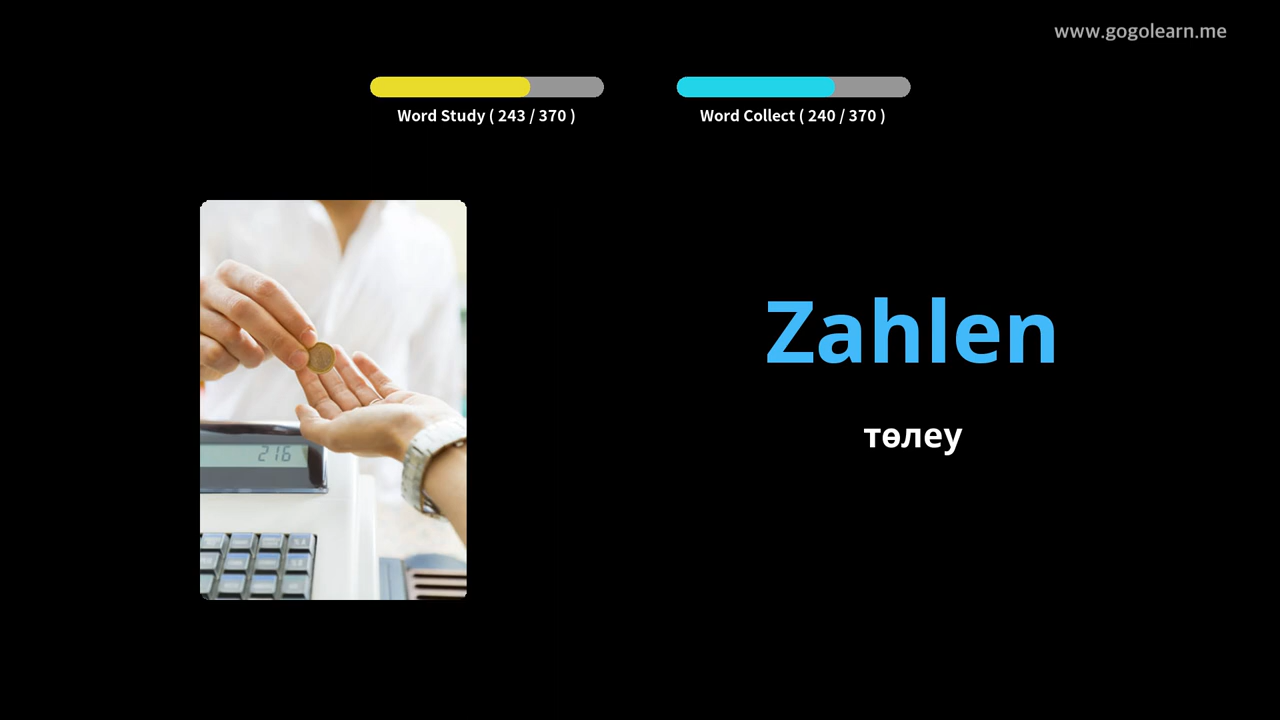 www.gogolearn.me
Word Study ( 243 / 370 )
Word Collect ( 240 / 370 )
Zahlen
төлеу
216